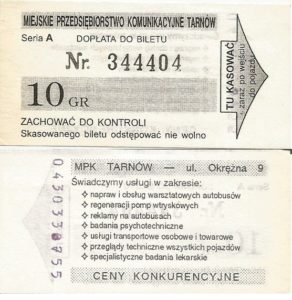 MIEJSKIE PRZEDSIĘBIORSTWO KOMUNIKACYJNE TARNÓW
Seria A DOPŁATA DO BILETU
Nr. 344404
10 GR
ZACHOWAĆ DO KONTROLI
Skasowanego biletu odstępować nie wolno
TU KASOWAĆ
zaraz po wejściu
do pojazdu
MPK TARNÓW — ul. Okrężna 9
Świadczymy usługi w zakresie:
napraw i obsług warsztatowych autobusów
regeneracji pomp wtryskowych
reklamy na autobusach
badania psychotechniczne
usługi transportowe osobowe i towarowe
przeglądy techniczne wszystkich pojazdów
specjalistyczne badania lekarskie
CENY KONKURENCYJNE